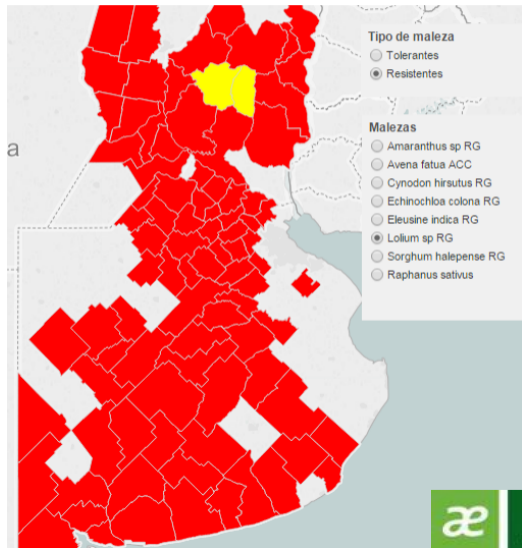 Tipo de maleza
Tolerantes
Resistentes
a
Malezas
Amaranthus sp RG
Avena fatua ACC
Cynodon hirsutus RG
Echinochloa colona RG
Eleusine indica RG
Lolium sp RG
Sorghum halepense RG
Raphanus sativus
æ